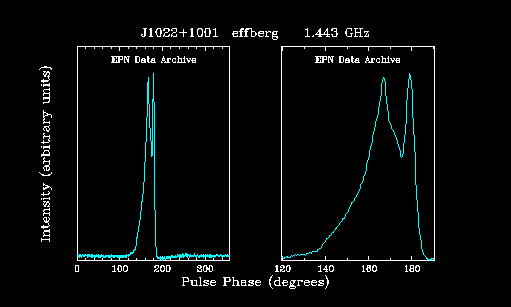 J1022+1001 effberg 1.443 GHz
EPN Data Archive EPN Data Archive
Intensity (arbitrary units)
0 100 200 300 120 140 160 180
Pulse Phase (degrees)